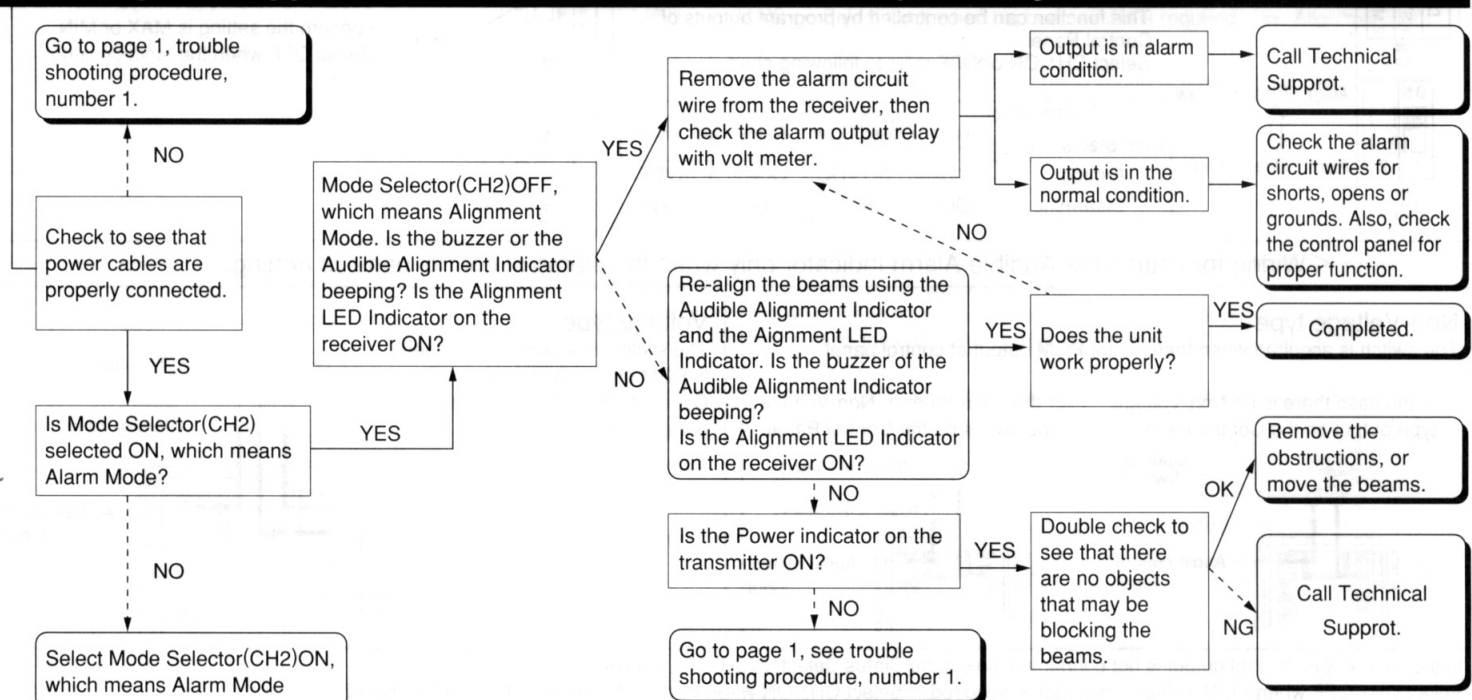 Go to page 1, trouble
shooting procedure,
number 1.
NO
Check to see that
power cables are
properly connected.
YES
Is Mode Selector(CH2)
selected ON, which means
Alarm Mode?
NO
Select Mode Selector(CH2)ON,
which means Alarm Mode
YES
Mode Selector(CH2)OFF,
which means Alignment
Mode. Is the buzzer or the
Audible Alignment Indicator
beeping? Is the Alignment
LED Indicator on the
receiver ON?
YES
Remove the alarm circuit
wire from the receiver, then
check the alarm output relay
with volt meter.
Output is in alarm
condition.
Call Technical
Supprot.
Output is in the
normal condition.
Check the alarm
circuit wires for
shorts, opens or
grounds. Also, check
the control panel for
proper function.
NO
NO
Re-align the beams using the
Audible Alignment Indicator
and the Alignment LED
Indicator. Is the buzzer of the
Audible Alignment Indicator
beeping?
Is the Alignment LED Indicator
on the receiver ON?
YES
Does the unit
work properly?
YES
Completed.
NO
Is the Power indicator on the
transmitter ON?
YES
Double check to
see that there
are no objects
that may be
blocking the
beams.
OK
Remove the
obstructions, or
move the beams.
NG
Call Technical
Supprot.
NO
Go to page 1, see trouble
shooting procedure, number 1.